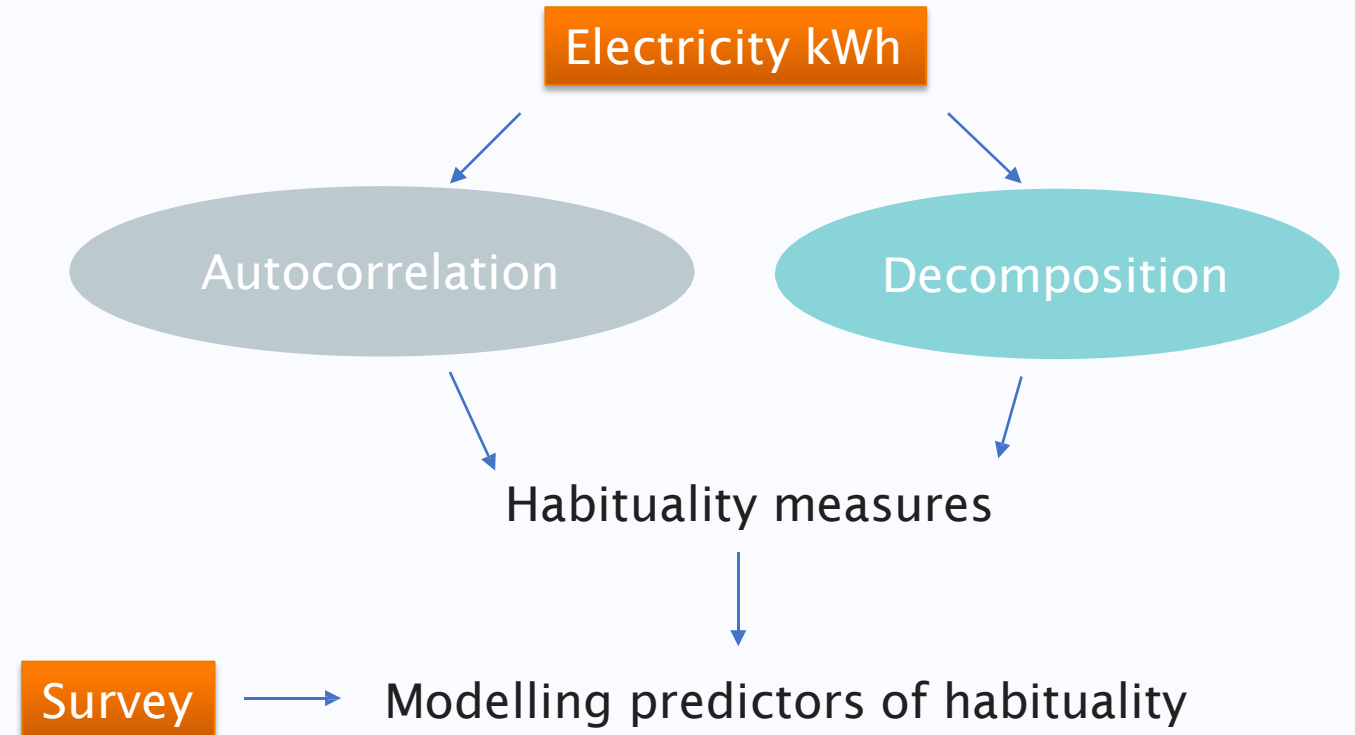 Electricity kWh
Autocorrelation
Decomposition
Habituality measures
Survey
Modelling predictors of habituality